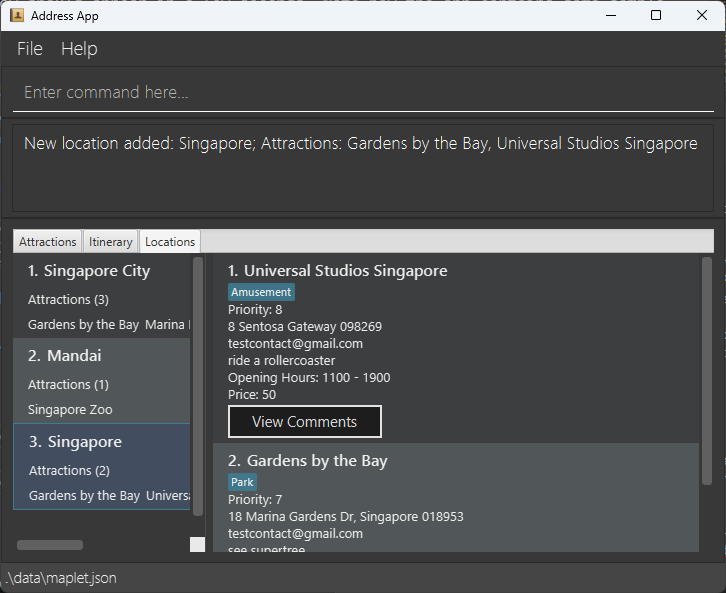 Address App
File Help
Enter command here...
New location added: Singapore; Attractions: Gardens by the Bay, Universal Studios Singapore
Attractions Itinerary Locations
1. Singapore City
Attractions (3)
Gardens by the Bay Marina
2. Mandai
Attractions (1)
Singapore Zoo
3. Singapore
Attractions (2)
Gardens by the Bay Univers
1. Universal Studios Singapore
Amusement
Priority: 8
8 Sentosa Gateway 098269
testcontact@gmail.com
ride a rollercoaster
Opening Hours: 1100 - 1900
Price: 50
View Comments
2. Gardens by the Bay
Park
Priority: 7
18 Marina Gardens Dr, Singapore 018953
testcontact@gmail.com
see supertree
.\data\maplet.json